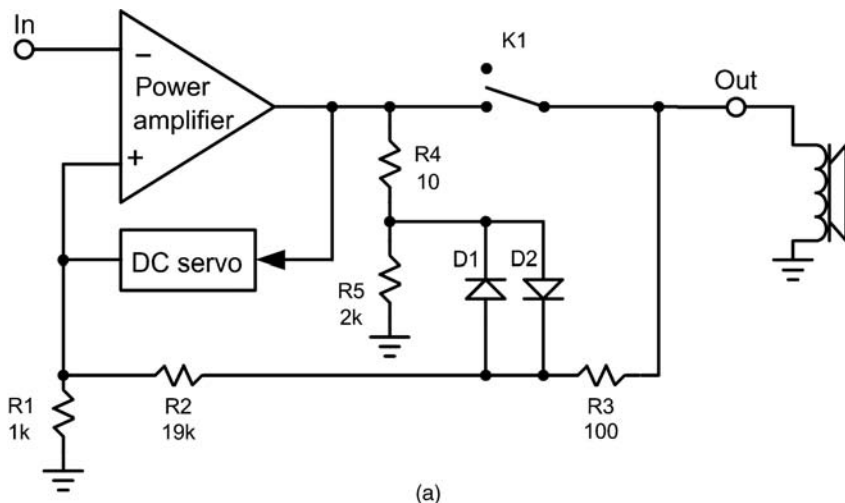 In
K1
Out
−
Power
amplifier
+
R4
10
DC servo
D1
D2
R5
2k
R1
1k
R2
19k
R3
100
(a)